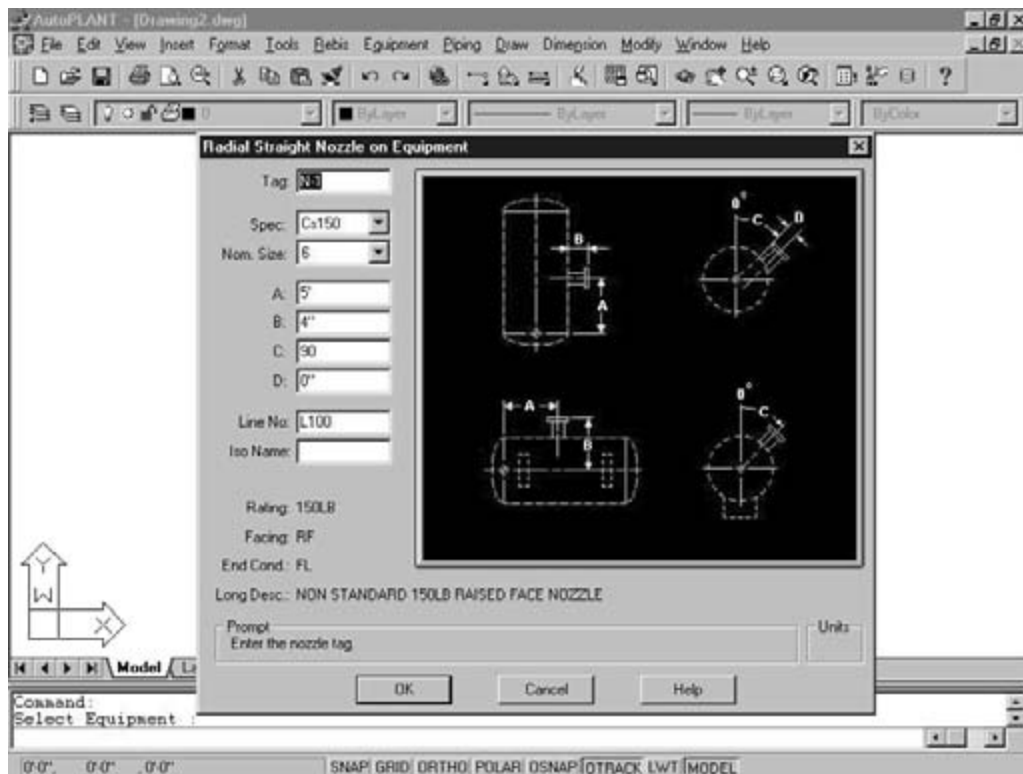 AutoPLANT - [Drawing2.dwg]
File Edit View Insert Format Tools Rebis Equipment Piping Draw Dimension Modify Window Help
0 ByLayer ByLayer ByLayer ByColor
Radial Straight Nozzle on Equipment
Tag: N-1
Spec: Cs150
Nom. Size: 6
A: 5'
B: 4"
C: 90
D: 0"
Line No: L100
Iso Name:
Rating: 150LB
Facing: RF
End Cond.: FL
Long Desc.: NON STANDARD 150LB RAISED FACE NOZZLE
B
A
0°
C
D
A
B
0°
C
Prompt
Enter the nozzle tag.
Units
OK Cancel Help
Y
W
X
Model
Command:
Select Equipment :
0'0", 0'0", 0'0" SNAP GRID ORTHO POLAR OSNAP OTRACK LWT MODEL